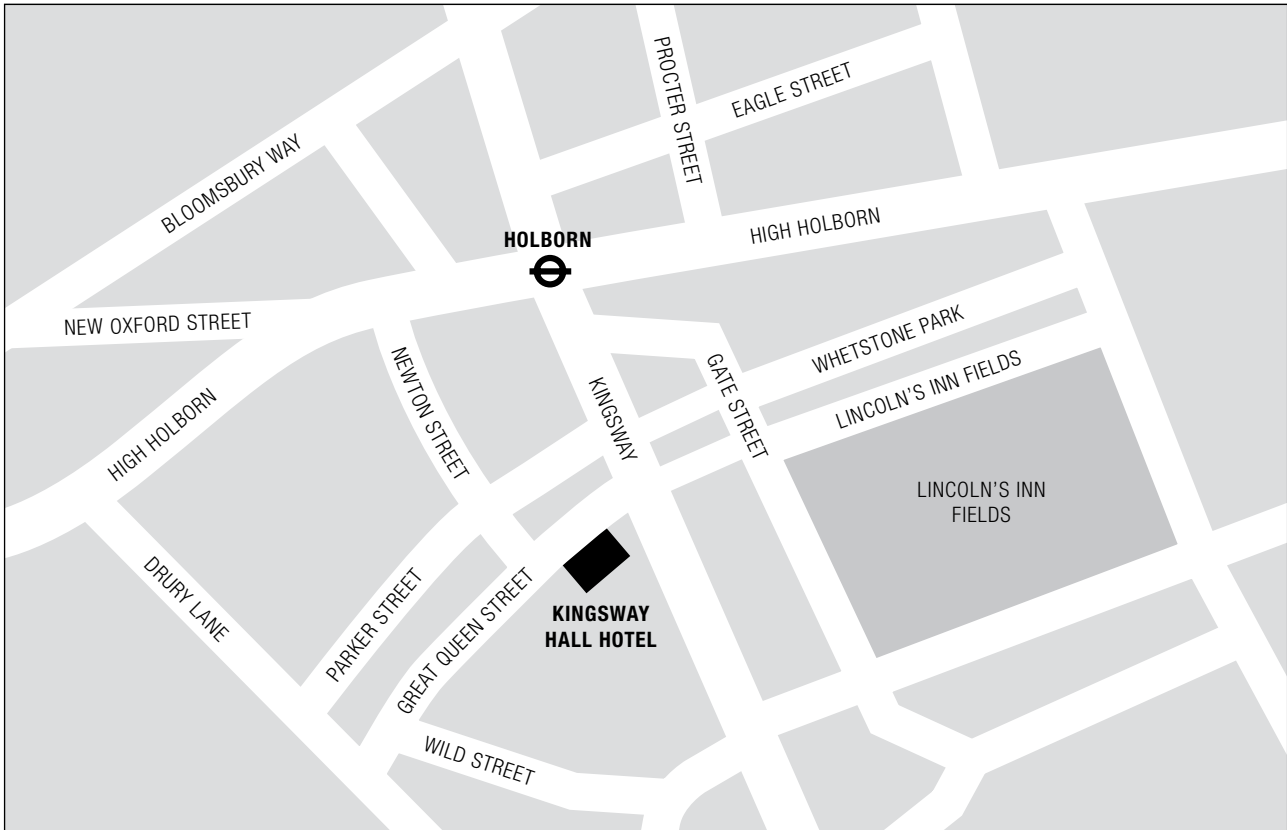 PROCTER STREET
EAGLE STREET
BLOOMSBURY WAY
HIGH HOLBORN
HOLBORN
NEW OXFORD STREET
WHETSTONE PARK
NEWTON STREET
KINGSWAY
GATE STREET
LINCOLN'S INN FIELDS
HIGH HOLBORN
LINCOLN'S INN
FIELDS
DRURY LANE
PARKER STREET
GREAT QUEEN STREET
KINGSWAY
HALL HOTEL
WILD STREET